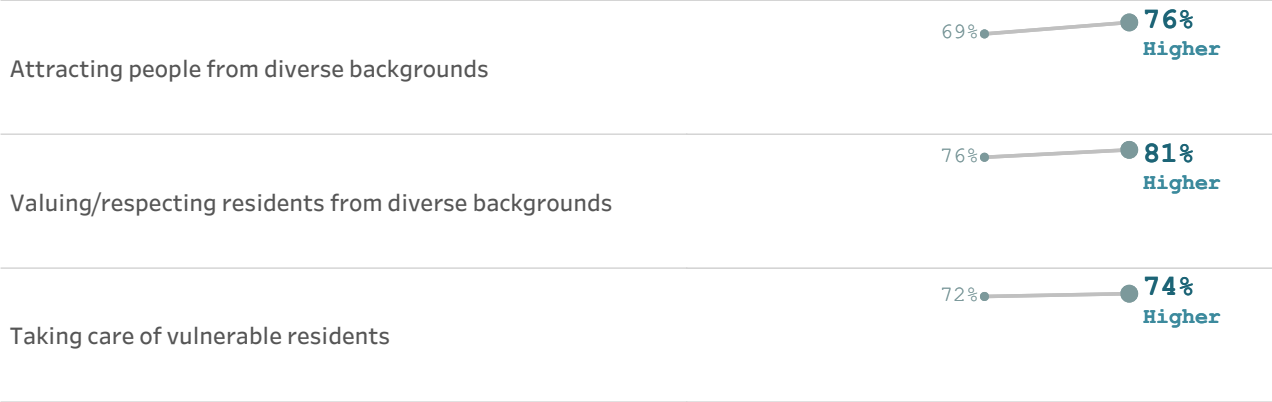 69%
76%
Higher
Attracting people from diverse backgrounds
76%
81%
Higher
Valuing/respecting residents from diverse backgrounds
72%
74%
Higher
Taking care of vulnerable residents